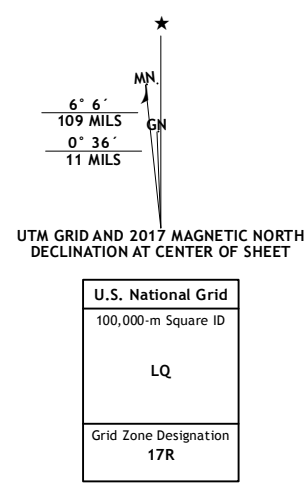 MN.
6° 6´
109 MILS
GN
0° 36´
11 MILS
UTM GRID AND 2017 MAGNETIC NORTH
DECLINATION AT CENTER OF SHEET
U.S. National Grid
100,000-m Square ID
LQ
Grid Zone Designation
17R